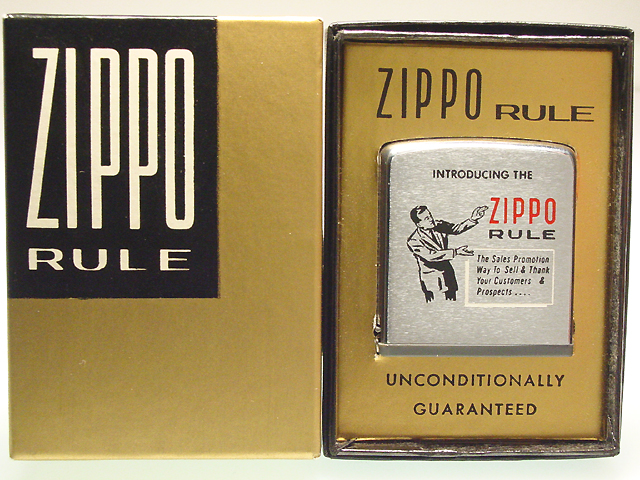 ZIPPO
RULE
ZIPPO RULE
INTRODUCING THE
ZIPPO
RULE
The Sales Promotion
Way To Sell & Thank
Your Customers &
Prospects ....
UNCONDITIONALLY
GUARANTEED